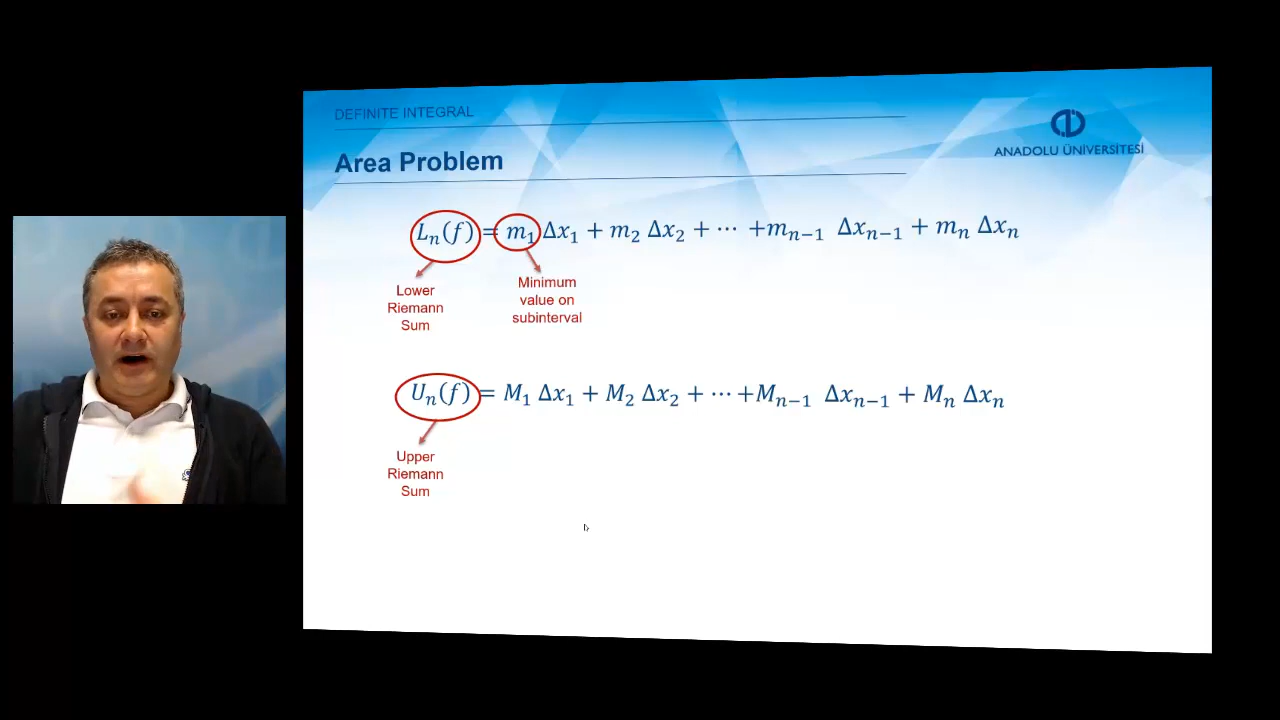 DEFINITE INTEGRAL
Area Problem
ANADOLU ÜNİVERSİTESİ
Lₙ(f) = m₁ Δx₁ + m₂ Δx₂ + ⋯ +mₙ₋₁ Δxₙ₋₁ + mₙ Δxₙ
Lower
Riemann
Sum
Minimum
value on
subinterval
Uₙ(f) = M₁ Δx₁ + M₂ Δx₂ + ⋯ +Mₙ₋₁ Δxₙ₋₁ + Mₙ Δxₙ
Upper
Riemann
Sum